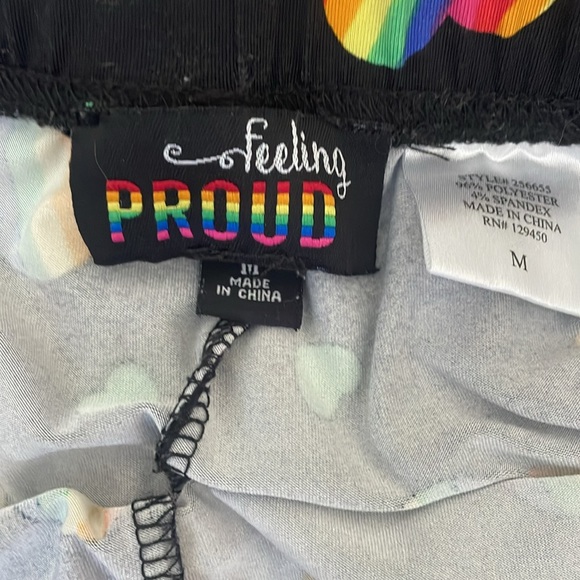 feeling
PROUD
M
MADE
IN CHINA
STYLE# 256655
96% POLYESTER
4% SPANDEX
MADE IN CHINA
RN# 129450
M